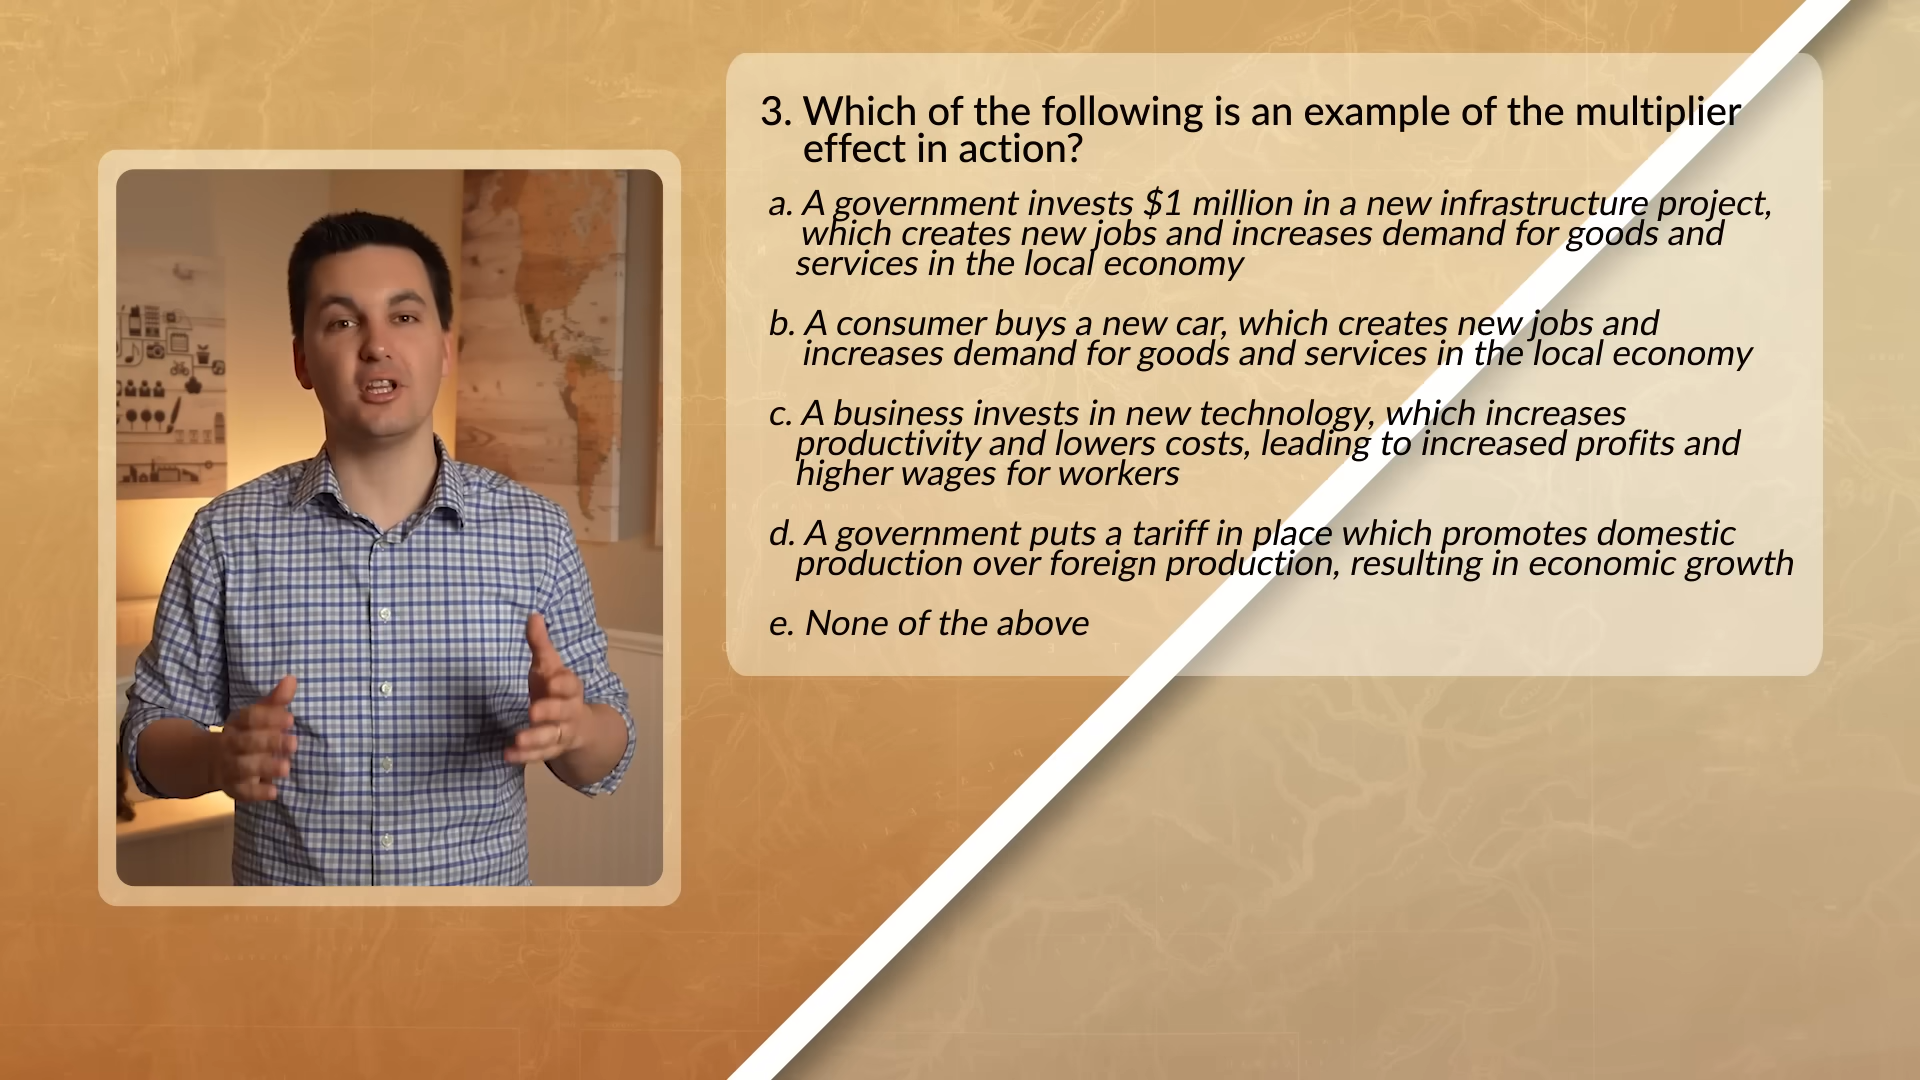 3. Which of the following is an example of the multiplier
effect in action?
a. A government invests $1 million in a new infrastructure project,
which creates new jobs and increases demand for goods and
services in the local economy
b. A consumer buys a new car, which creates new jobs and
increases demand for goods and services in the local economy
c. A business invests in new technology, which increases
productivity and lowers costs, leading to increased profits and
higher wages for workers
d. A government puts a tariff in place which promotes domestic
production over foreign production, resulting in economic growth
e. None of the above